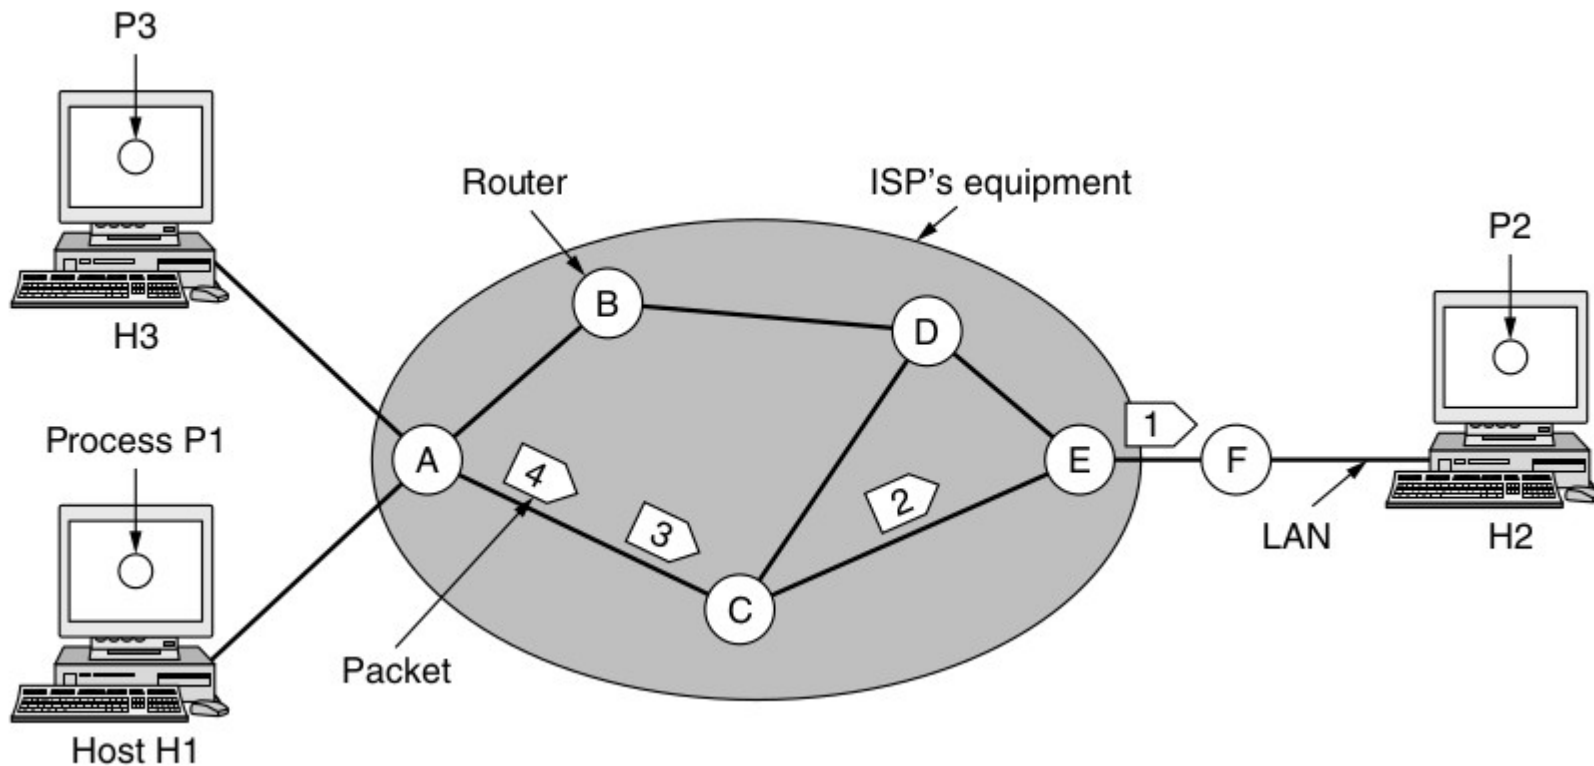 P3
Router
ISP's equipment
P2
B
D
H3
1
Process P1
A
4
E
F
2
3
LAN
H2
C
Packet
Host H1